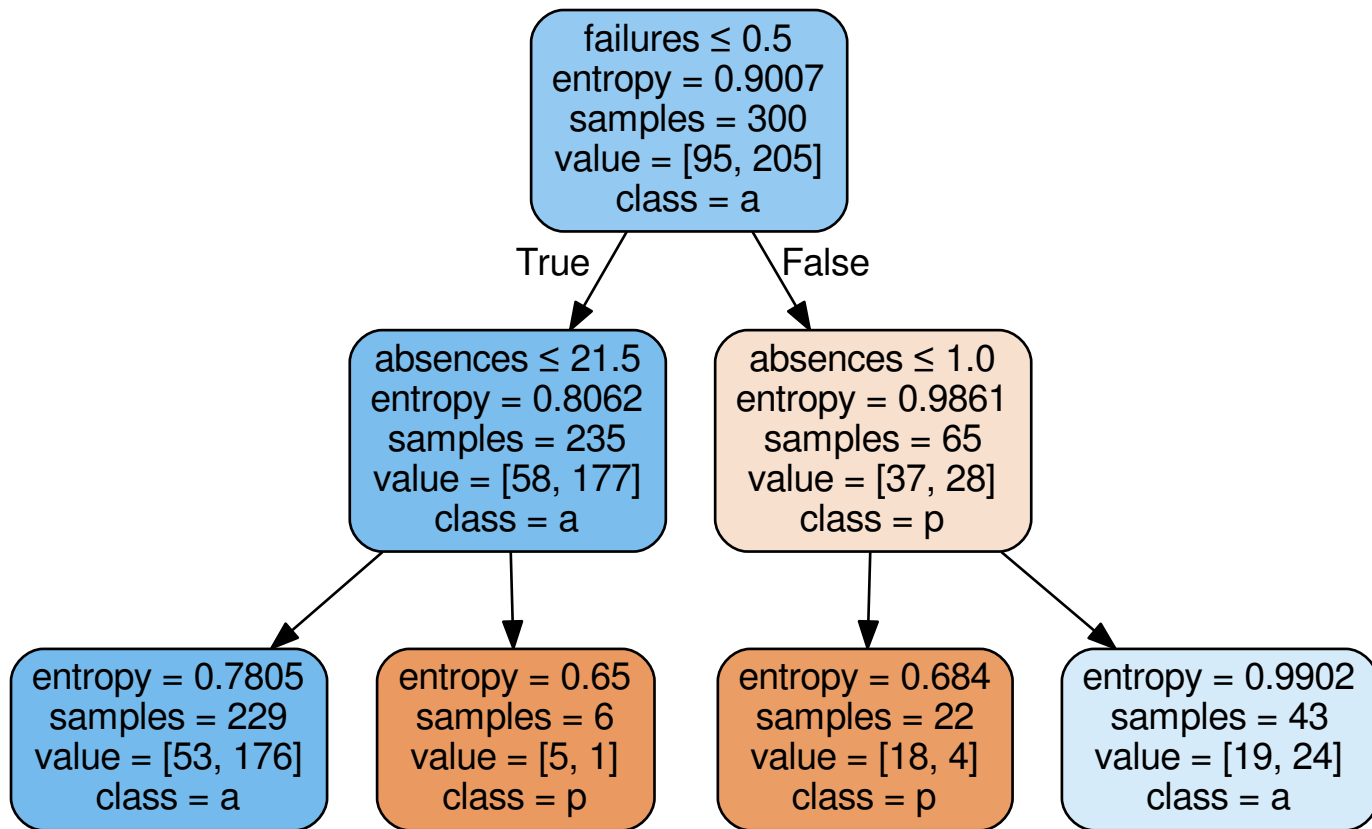 failures ≤ 0.5
entropy = 0.9007
samples = 300
value = [95, 205]
class = a
True
False
absences ≤ 21.5
entropy = 0.8062
samples = 235
value = [58, 177]
class = a
absences ≤ 1.0
entropy = 0.9861
samples = 65
value = [37, 28]
class = p
entropy = 0.7805
samples = 229
value = [53, 176]
class = a
entropy = 0.65
samples = 6
value = [5, 1]
class = p
entropy = 0.684
samples = 22
value = [18, 4]
class = p
entropy = 0.9902
samples = 43
value = [19, 24]
class = a